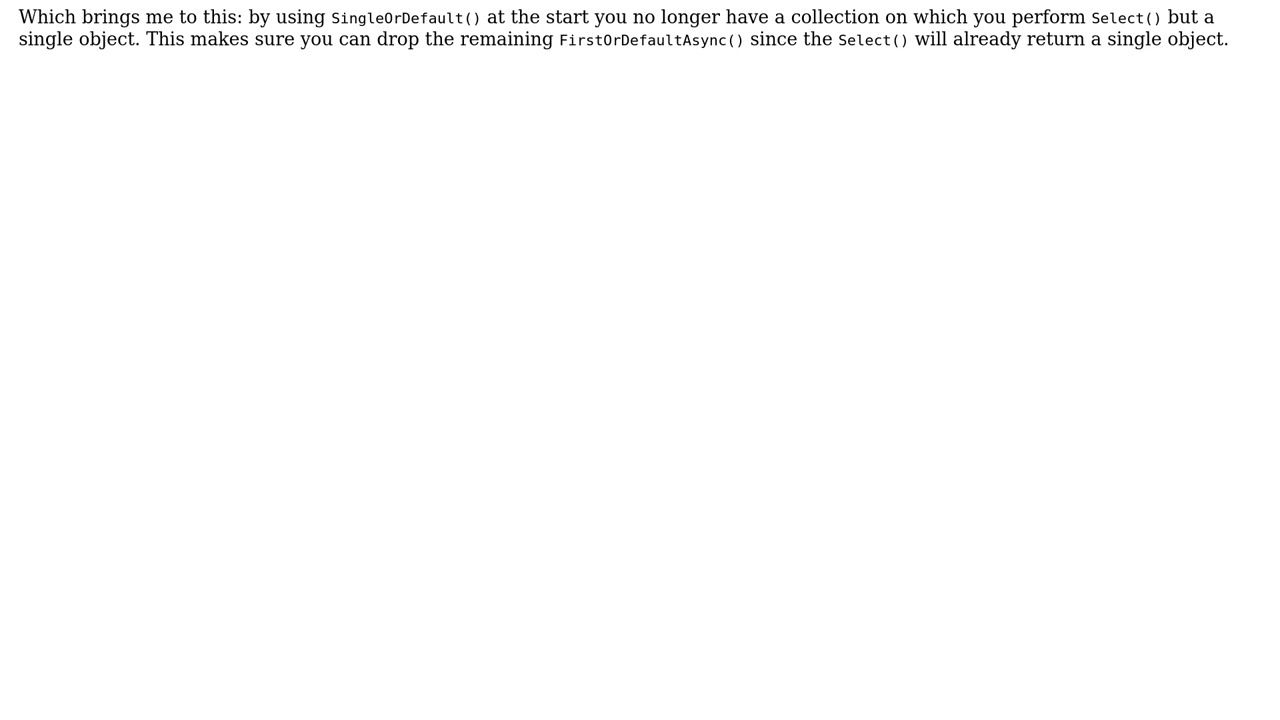 Which brings me to this: by using SingleOrDefault() at the start you no longer have a collection on which you perform Select() but a
single object. This makes sure you can drop the remaining FirstOrDefaultAsync() since the Select() will already return a single object.